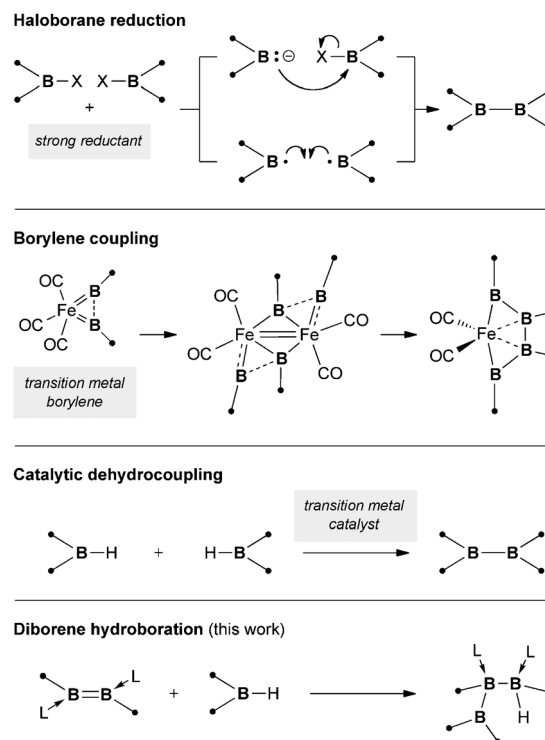 Haloborane reduction
B–X X–B
+
strong reductant
B:⊖ X–B
B· ·B
B–B
Borylene coupling
OC OC OC Fe B B
transition metal
borylene
OC OC Fe Fe B B B B CO CO
OC OC Fe B B B B
Catalytic dehydrocoupling
B–H + H–B
transition metal
catalyst
B–B
Diborene hydroboration (this work)
L B=B L + B–H
L L
B–B
B H